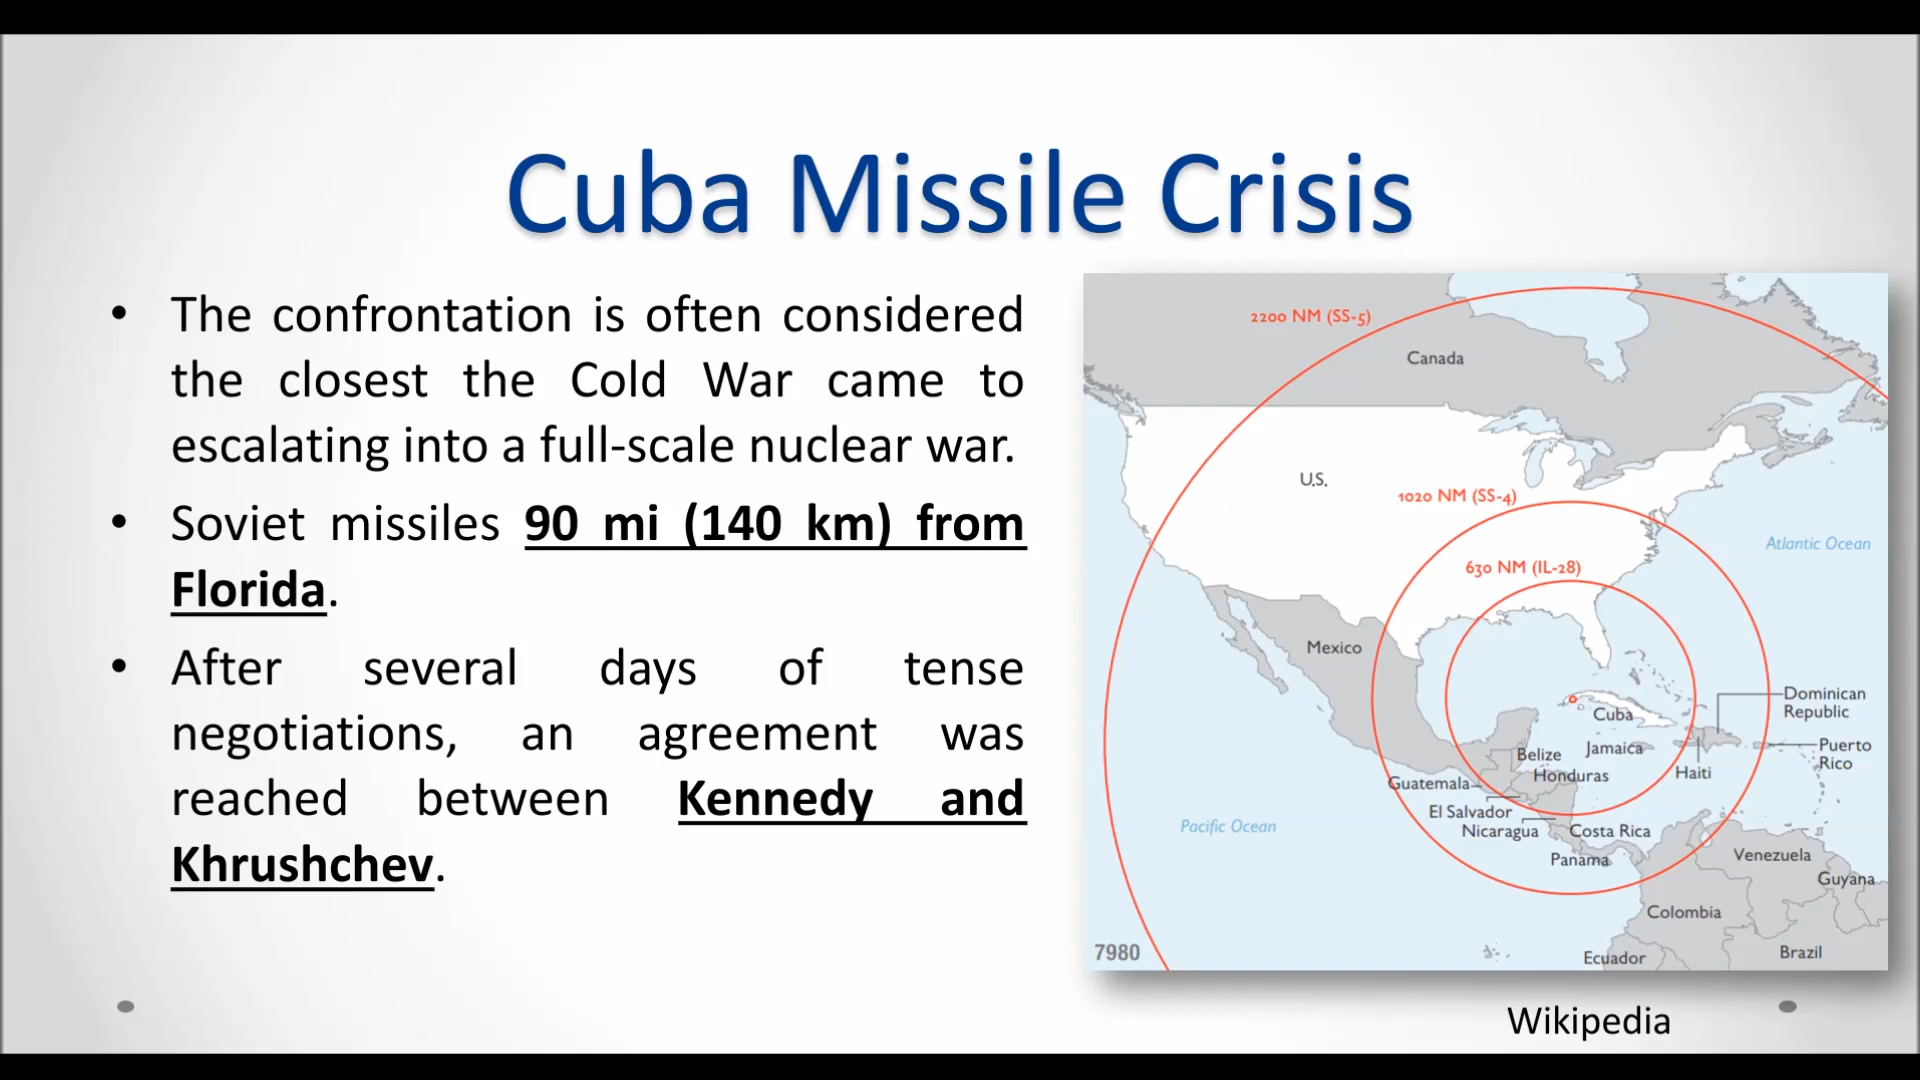 Cuba Missile Crisis
• The confrontation is often considered
the closest the Cold War came to
escalating into a full-scale nuclear war.
• Soviet missiles 90 mi (140 km) from
Florida.
• After several days of tense
negotiations, an agreement was
reached between Kennedy and
Khrushchev.
2200 NM (SS-5)
Canada
U.S.
1020 NM (SS-4)
Atlantic Ocean
630 NM (IL-28)
Mexico
Dominican
Republic
Cuba
Jamaica
Puerto
Rico
Belize
Haiti
Honduras
Guatemala
El Salvador
Nicaragua
Costa Rica
Pacific Ocean
Panama
Venezuela
Guyana
Colombia
Brazil
Ecuador
7980
Wikipedia